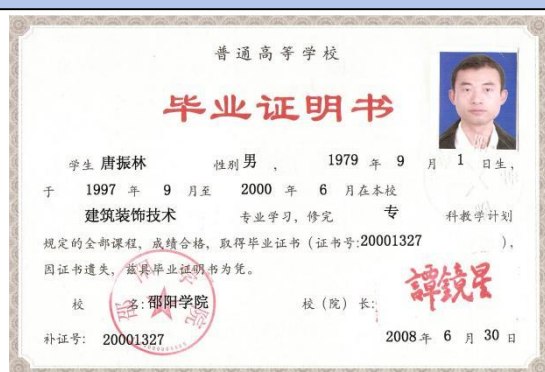 普通高等学校
毕业证明书
学生 唐振林 性别 男 , 1979 年 9 月 1 日生,
于 1997 年 9 月至 2000 年 6 月在本校
建筑装饰技术 专业学习, 修完 专 科教学计划
规定的全部课程, 成绩合格, 取得毕业证书 (证书号:20001327 ),
因证书遗失, 兹具毕业证明书为凭。
校 名: 邵阳学院 校 (院) 长: 譚鏡星
补证号: 20001327 2008 年 6 月 30 日